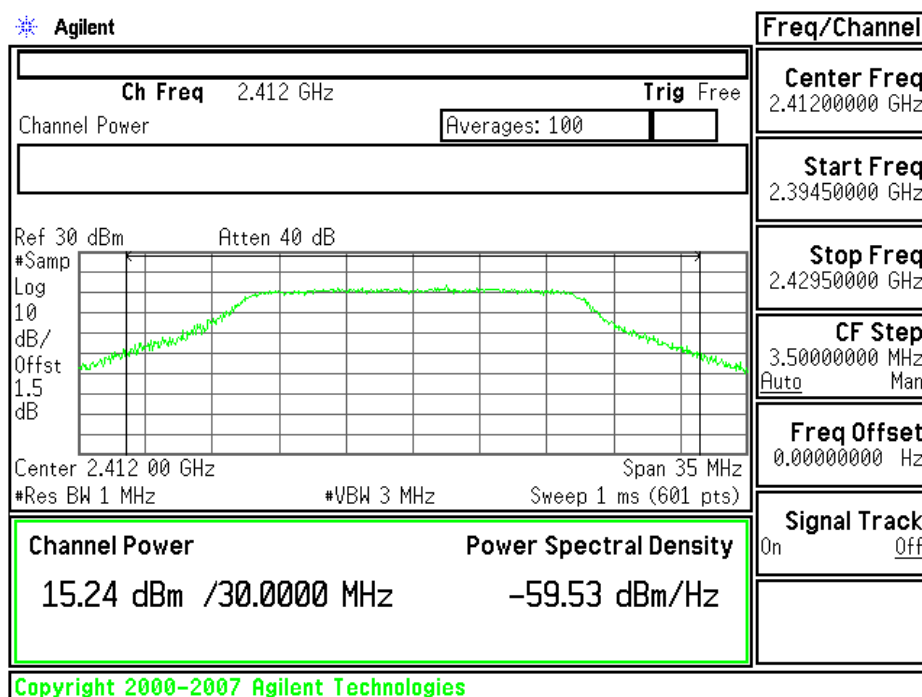 Agilent
Freq/Channel
Ch Freq 2.412 GHz Trig Free
Channel Power Averages: 100
Ref 30 dBm Atten 40 dB
#Samp
Log
10
dB/
Offst
1.5
dB
Center 2.412 00 GHz Span 35 MHz
#Res BW 1 MHz #VBW 3 MHz Sweep 1 ms (601 pts)
Channel Power Power Spectral Density
15.24 dBm /30.0000 MHz -59.53 dBm/Hz
Center Freq
2.41200000 GHz
Start Freq
2.39450000 GHz
Stop Freq
2.42950000 GHz
CF Step
3.50000000 MHz
Auto Man
Freq Offset
0.00000000 Hz
Signal Track
On Off
Copyright 2000-2007 Agilent Technologies